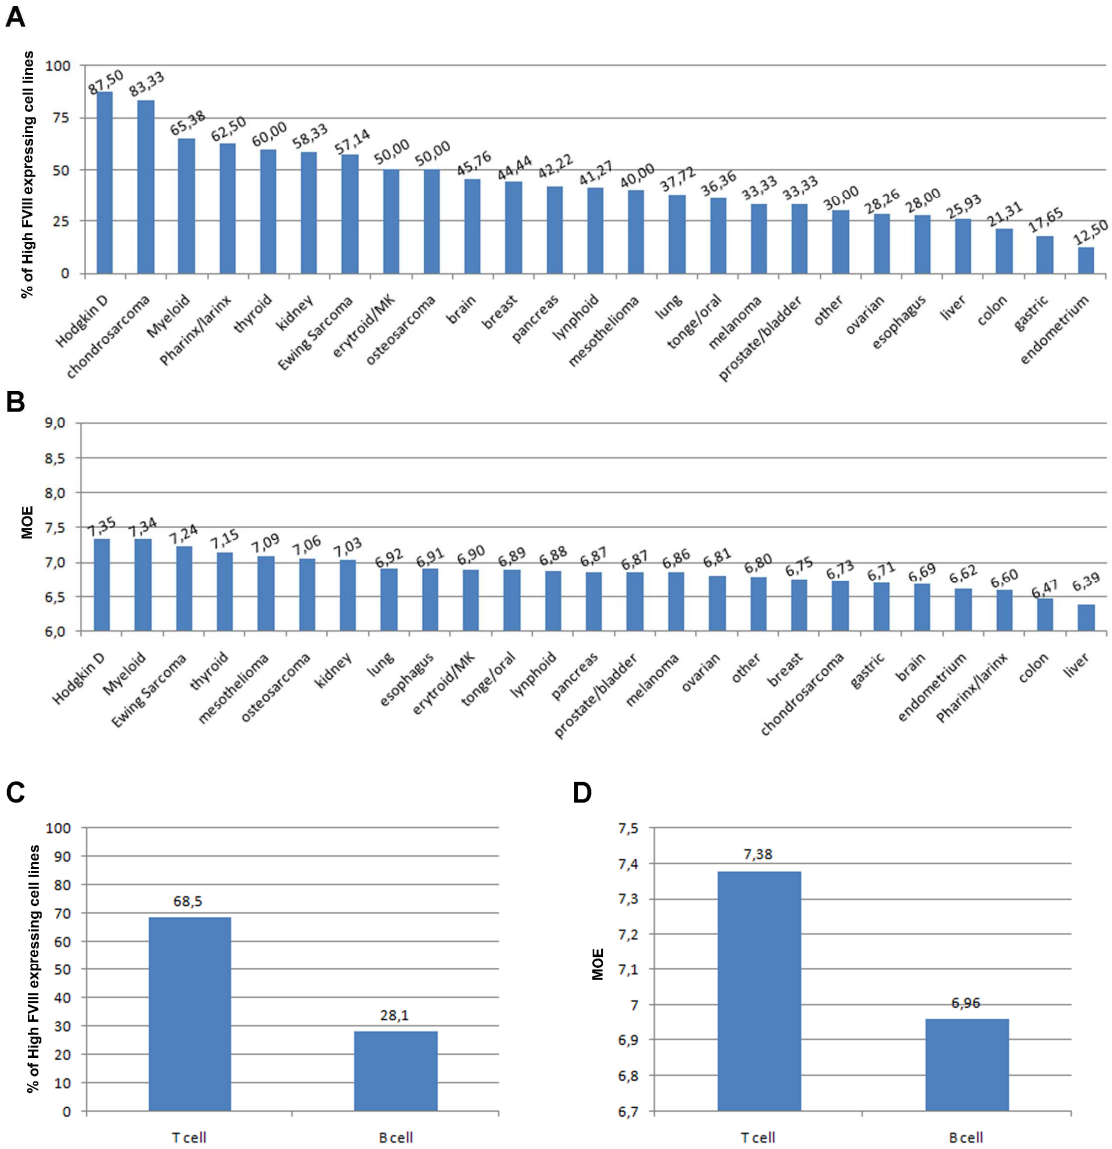 A
% of High FVIII expressing cell lines
100
75
50
25
0
87,50
83,33
65,38
62,50
60,00
58,33
57,14
50,00
50,00
45,76
44,44
42,22
41,27
40,00
37,72
36,36
33,33
33,33
30,00
28,26
28,00
25,93
21,31
17,65
12,50
Hodgkin D
chondrosarcoma
Myeloid
Pharinx/larinx
thyroid
kidney
Ewing Sarcoma
erytroid/MK
osteosarcoma
brain
breast
pancreas
lynphoid
mesothelioma
lung
tonge/oral
melanoma
prostate/bladder
other
ovarian
esophagus
liver
colon
gastric
endometrium
B
MOE
9,0
8,5
8,0
7,5
7,0
6,5
6,0
7,35
7,34
7,24
7,15
7,09
7,06
7,03
6,92
6,91
6,90
6,89
6,88
6,87
6,87
6,86
6,81
6,80
6,75
6,73
6,71
6,69
6,62
6,60
6,47
6,39
Hodgkin D
Myeloid
Ewing Sarcoma
thyroid
mesothelioma
osteosarcoma
kidney
lung
esophagus
erytroid/MK
tonge/oral
lynphoid
pancreas
prostate/bladder
melanoma
ovarian
other
breast
chondrosarcoma
gastric
brain
endometrium
Pharinx/larinx
colon
liver
C
% of High FVIII expressing cell lines
100
90
80
70
60
50
40
30
20
10
0
68,5
28,1
T cell
B cell
D
MOE
7,5
7,4
7,3
7,2
7,1
7
6,9
6,8
6,7
7,38
6,96
T cell
B cell